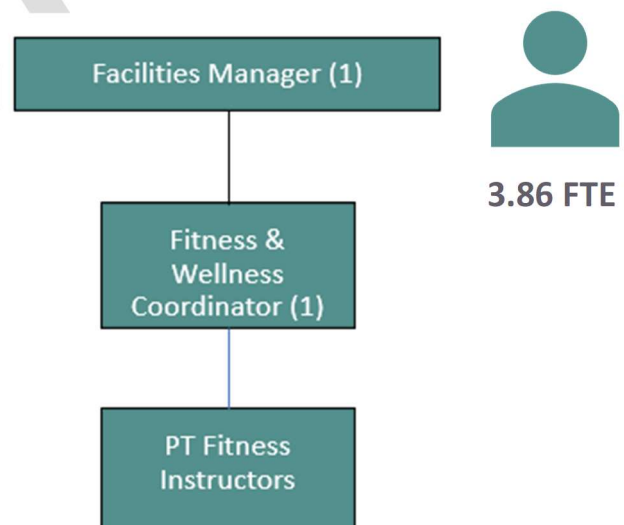 Facilities Manager (1)
3.86 FTE
Fitness &
Wellness
Coordinator (1)
PT Fitness
Instructors